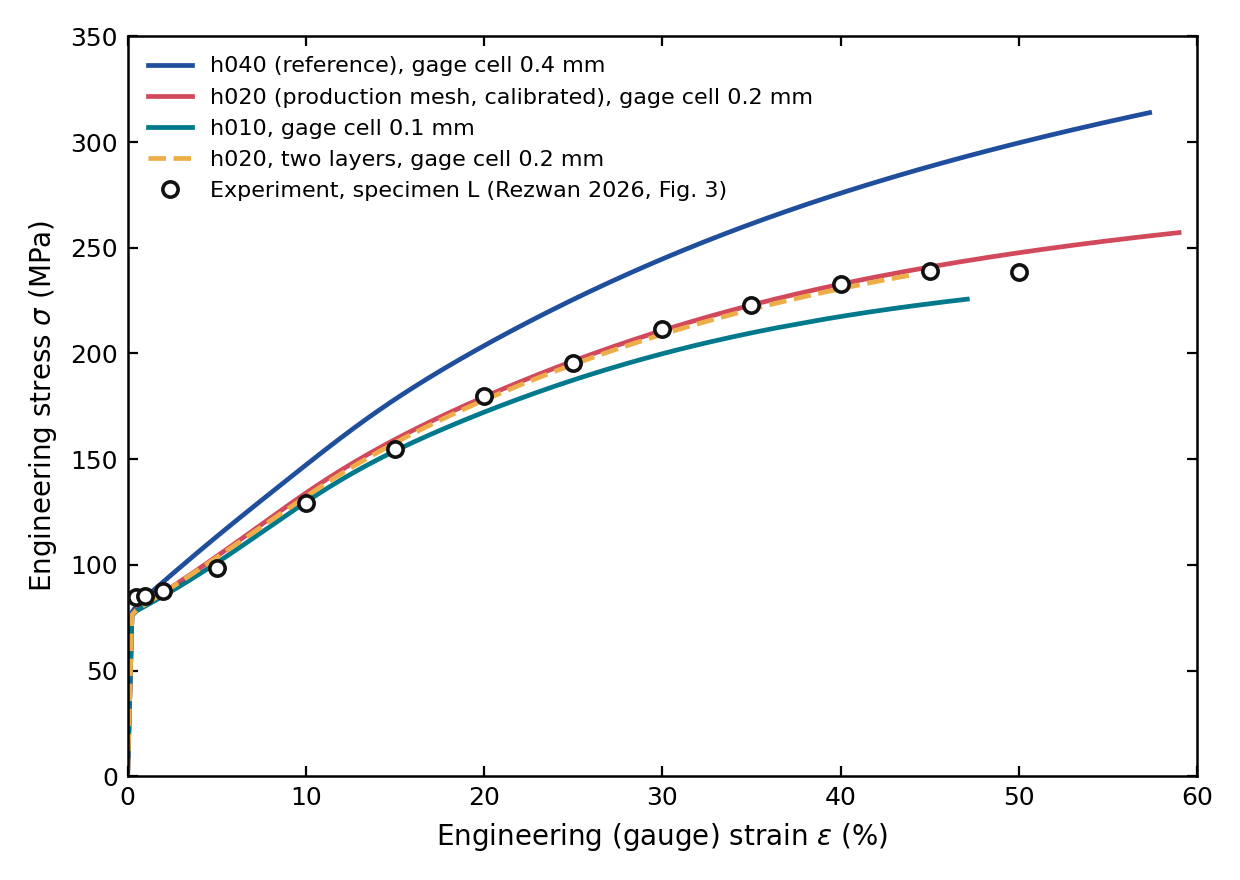 350
300
250
200
150
100
50
0
Engineering stress σ (MPa)
h040 (reference), gage cell 0.4 mm
h020 (production mesh, calibrated), gage cell 0.2 mm
h010, gage cell 0.1 mm
h020, two layers, gage cell 0.2 mm
Experiment, specimen L (Rezwan 2026, Fig. 3)
0 10 20 30 40 50 60
Engineering (gauge) strain ε (%)